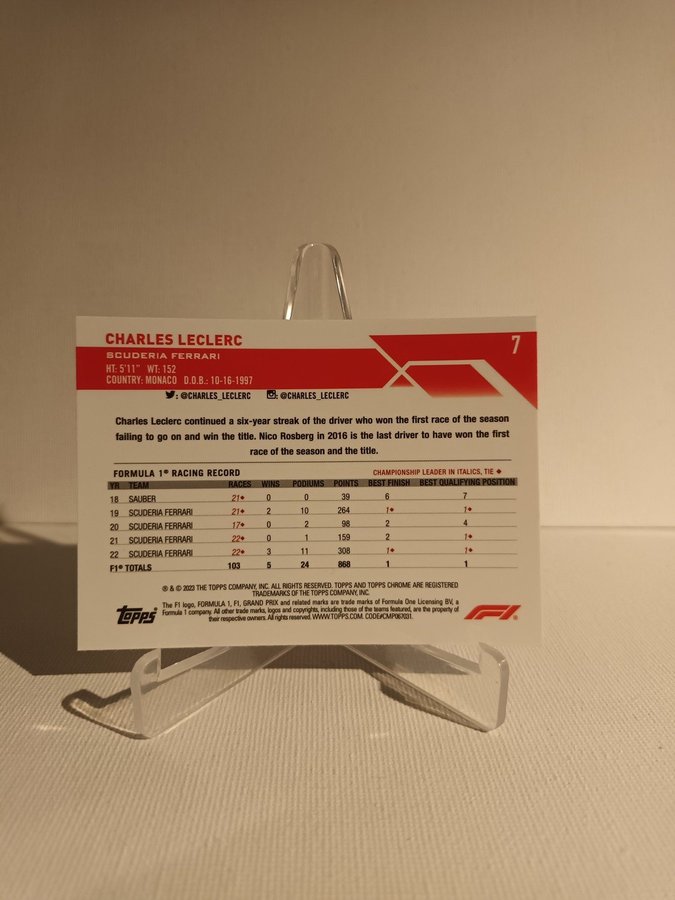 CHARLES LECLERC
7
SCUDERIA FERRARI
HT: 5'11" WT: 152
COUNTRY: MONACO D.O.B.: 10-16-1997
: @CHARLES_LECLERC : @CHARLES_LECLERC
Charles Leclerc continued a six-year streak of the driver who won the first race of the season
failing to go on and win the title. Nico Rosberg in 2016 is the last driver to have won the first
race of the season and the title.
FORMULA 1® RACING RECORD CHAMPIONSHIP LEADER IN ITALICS, TIE ♦
YR TEAM RACES WINS PODIUMS POINTS BEST FINISH BEST QUALIFYING POSITION
18 SAUBER 21♦ 0 0 39 6 7
19 SCUDERIA FERRARI 21♦ 2 10 264 1♦ 1♦
20 SCUDERIA FERRARI 17♦ 0 2 98 2 4
21 SCUDERIA FERRARI 22♦ 0 1 159 2 1♦
22 SCUDERIA FERRARI 22♦ 3 11 308 1♦ 1♦
F1® TOTALS 103 5 24 868 1 1
® & © 2023 THE TOPPS COMPANY, INC. ALL RIGHTS RESERVED. TOPPS AND TOPPS CHROME ARE REGISTERED
TRADEMARKS OF THE TOPPS COMPANY, INC.
The F1 logo, FORMULA 1, F1, GRAND PRIX and related marks are trade marks of Formula One Licensing BV, a
Formula 1 company. All other trade marks, logos and copyrights, including those of the teams featured, are the property of
their respective owners. All rights reserved. WWW.TOPPS.COM. CODE#CMP067031.
Topps®
F1®